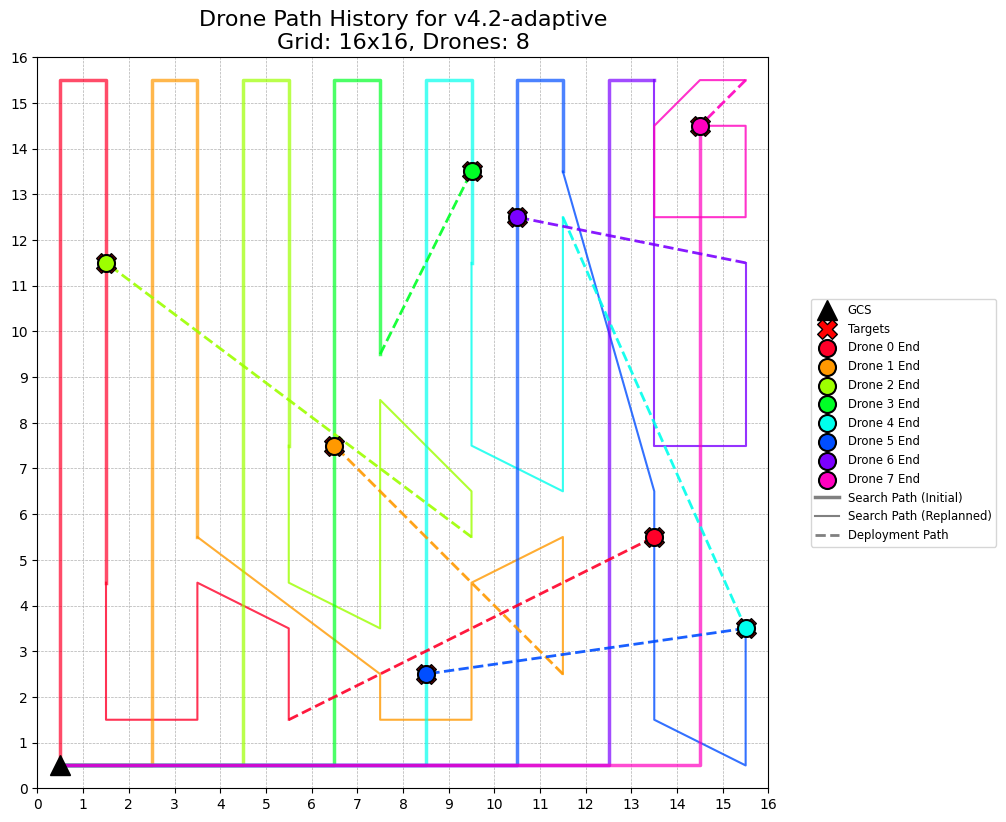 Drone Path History for v4.2-adaptive
Grid: 16x16, Drones: 8
16
15
14
13
12
11
10
9
8
7
6
5
4
3
2
1
0
0 1 2 3 4 5 6 7 8 9 10 11 12 13 14 15 16
GCS
Targets
Drone 0 End
Drone 1 End
Drone 2 End
Drone 3 End
Drone 4 End
Drone 5 End
Drone 6 End
Drone 7 End
Search Path (Initial)
Search Path (Replanned)
Deployment Path